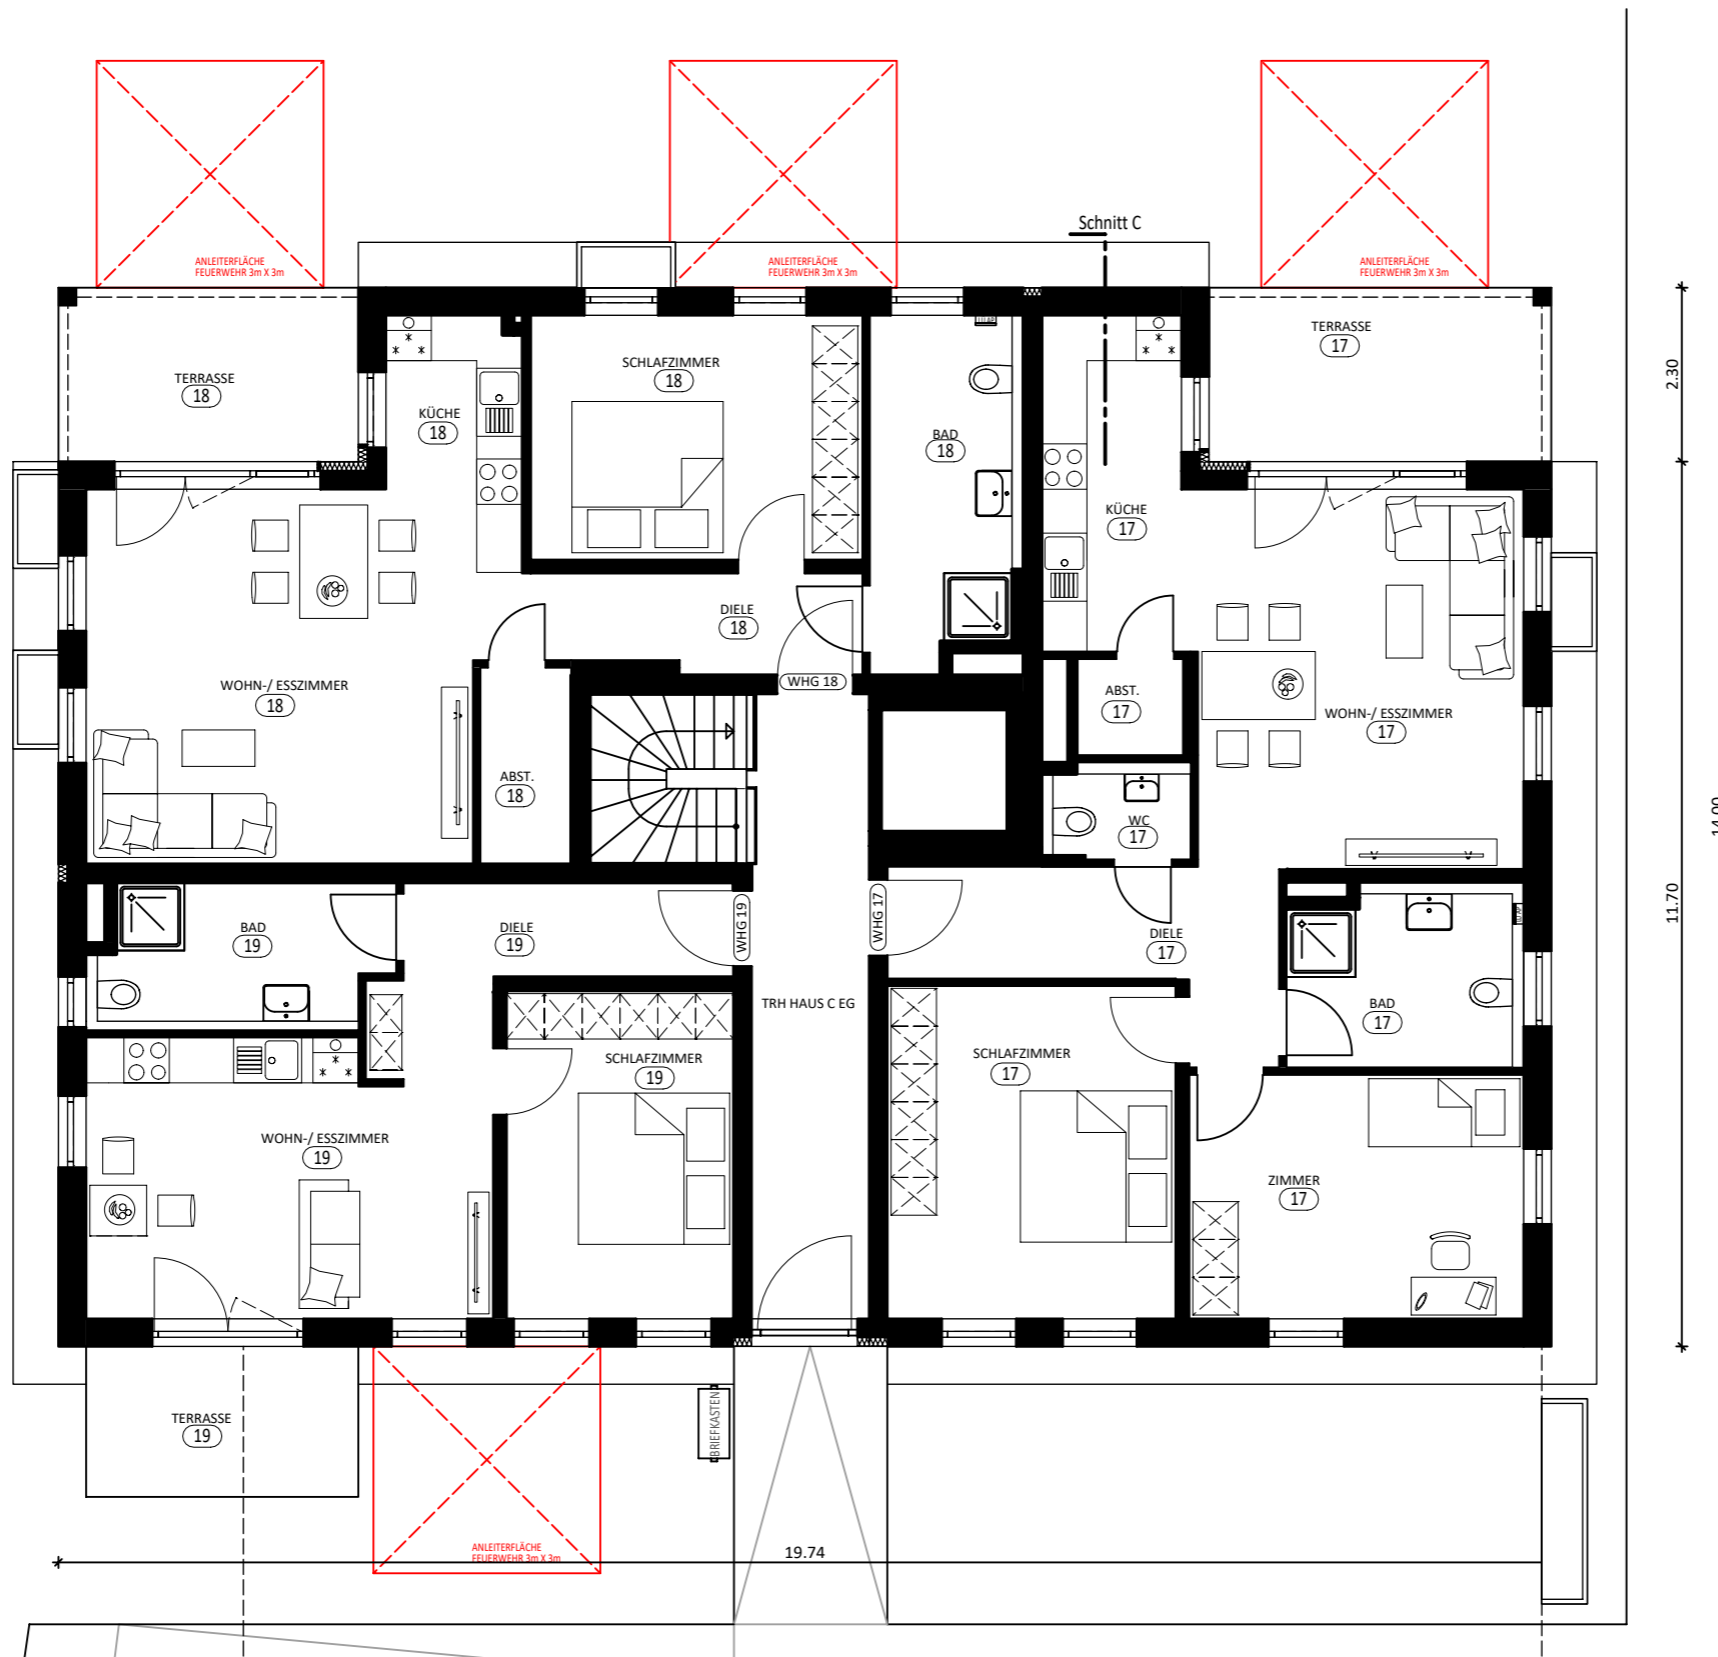 Schnitt C
ANLEITERFLÄCHE
FEUERWEHR 3m X 3m
ANLEITERFLÄCHE
FEUERWEHR 3m X 3m
ANLEITERFLÄCHE
FEUERWEHR 3m X 3m
TERRASSE
18
KÜCHE
18
SCHLAFZIMMER
18
BAD
18
TERRASSE
17
2.30
KÜCHE
17
DIELE
18
WHG 18
WOHN-/ ESSZIMMER
18
ABST.
18
ABST.
17
WOHN-/ ESSZIMMER
17
WC
17
14.00
11.70
BAD
19
DIELE
19
WHG 19
WHG 17
DIELE
17
BAD
17
TRH HAUS C EG
SCHLAFZIMMER
19
SCHLAFZIMMER
17
WOHN-/ ESSZIMMER
19
ZIMMER
17
TERRASSE
19
BRIEFKASTEN
ANLEITERFLÄCHE
FEUERWEHR 3m X 3m
19.74